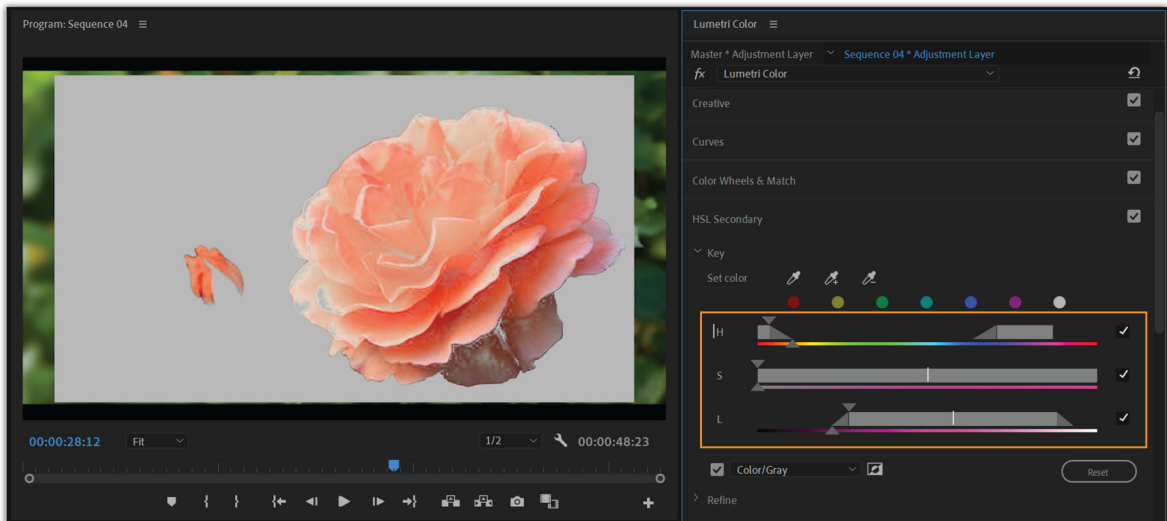 Program: Sequence 04
00:00:28:12
Fit
1/2
00:00:48:23
Lumetri Color
Master * Adjustment Layer
Sequence 04 * Adjustment Layer
fx Lumetri Color
Creative
Curves
Color Wheels & Match
HSL Secondary
Key
Set color
H
S
L
Color/Gray
Reset
Refine